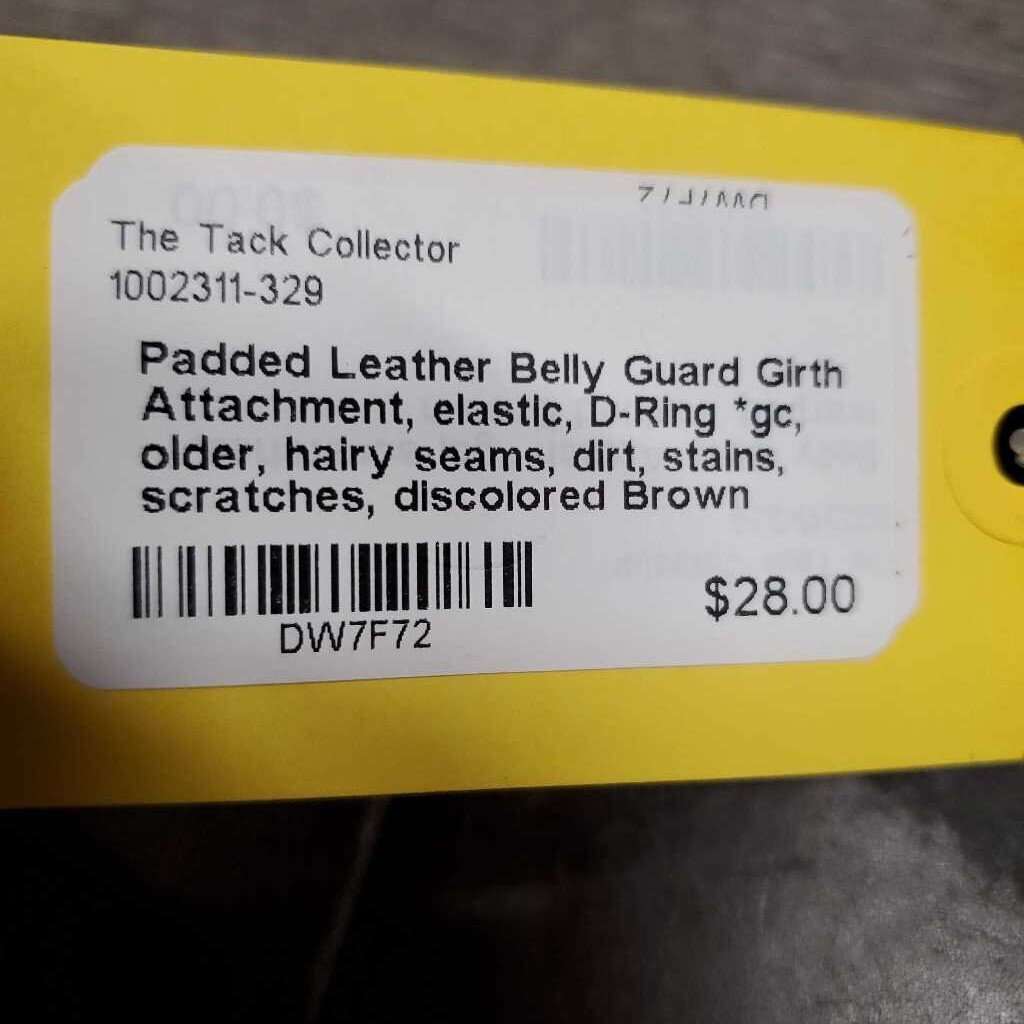 The Tack Collector
1002311-329
Padded Leather Belly Guard Girth
Attachment, elastic, D-Ring *gc,
older, hairy seams, dirt, stains,
scratches, discolored Brown
DW7F72
$28.00